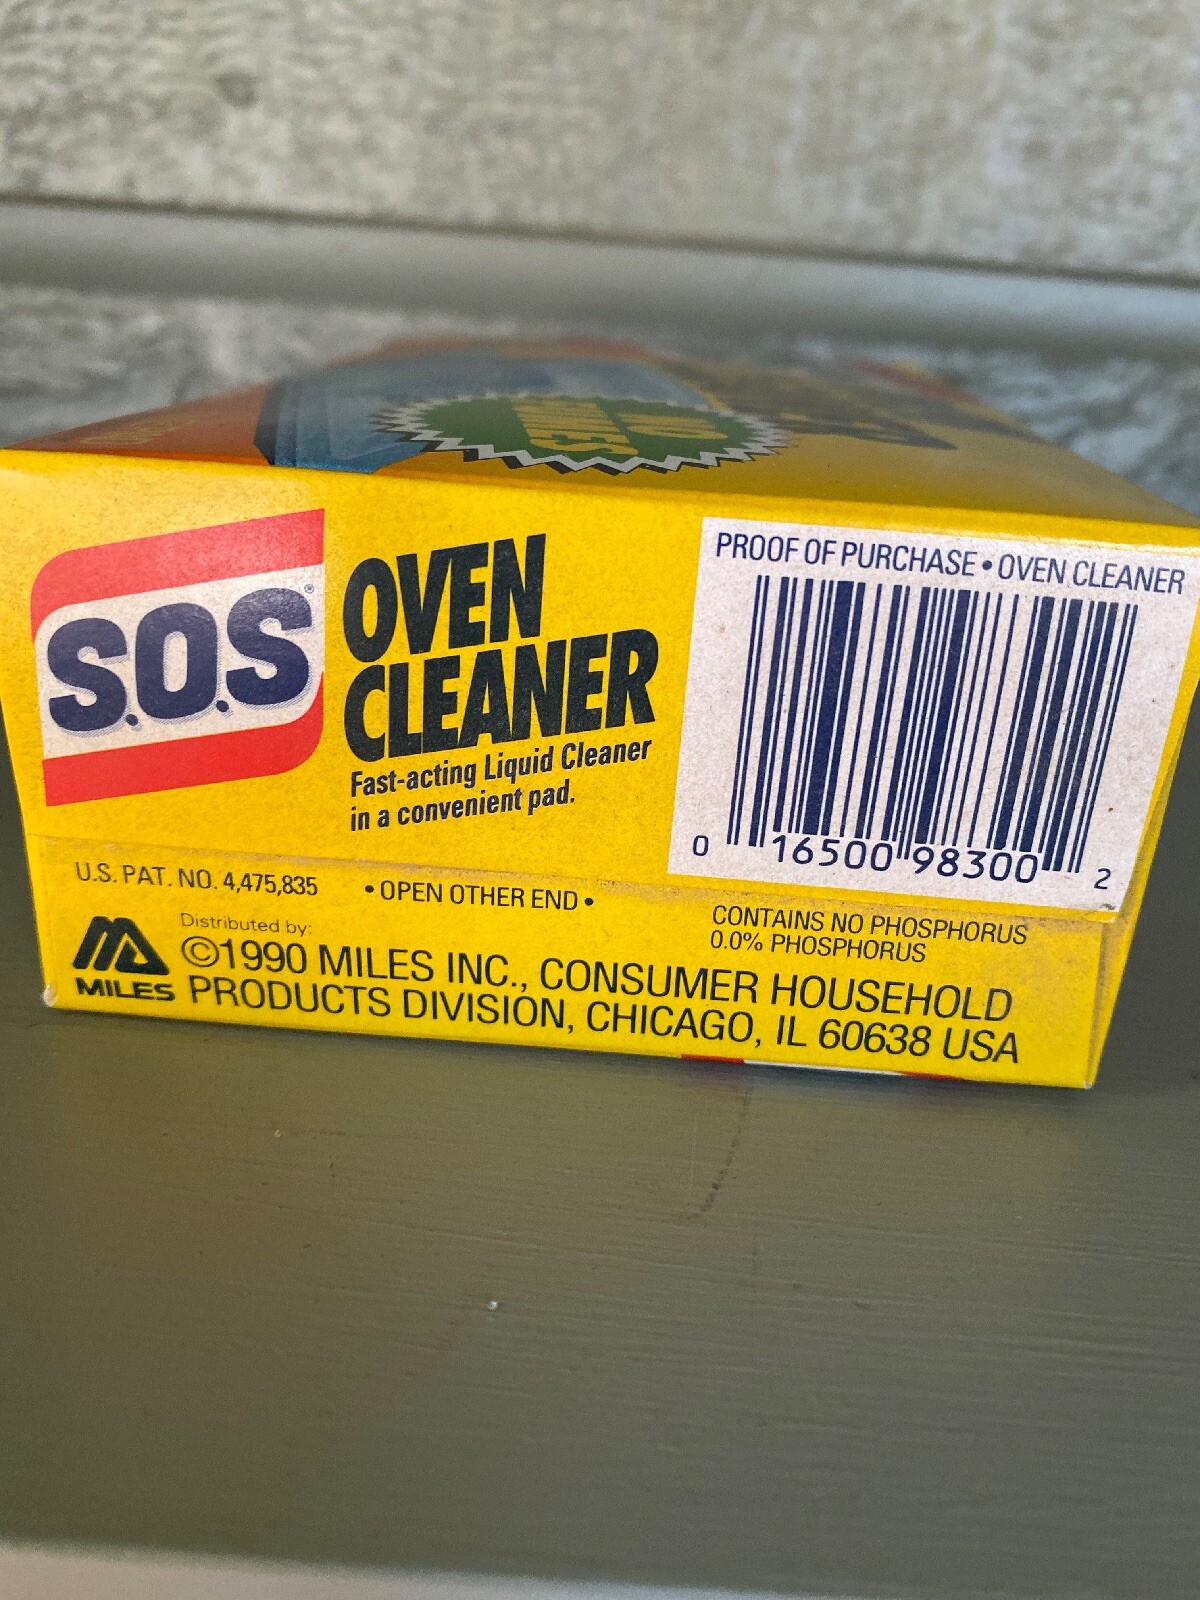 NO
FUMES
S.O.S®
OVEN
CLEANER
Fast-acting Liquid Cleaner
in a convenient pad.
PROOF OF PURCHASE • OVEN CLEANER
0 16500 98300 2
U.S. PAT. NO. 4,475,835
• OPEN OTHER END •
CONTAINS NO PHOSPHORUS
0.0% PHOSPHORUS
Distributed by:
MILES
©1990 MILES INC., CONSUMER HOUSEHOLD
PRODUCTS DIVISION, CHICAGO, IL 60638 USA